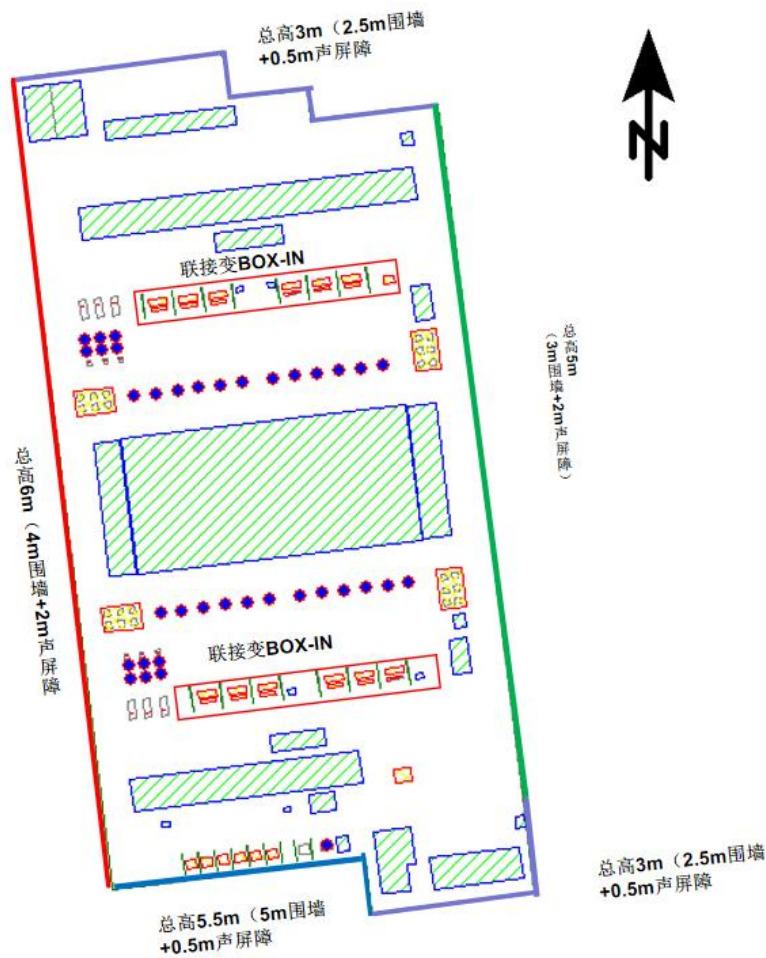 总高3m（2.5m围墙
+0.5m声屏障
N
联接变BOX-IN
总高5m
（3m围墙+2m声屏障）
总高6m（4m围墙+2m声屏障
联接变BOX-IN
总高3m（2.5m围墙
+0.5m声屏障
总高5.5m（5m围墙
+0.5m声屏障